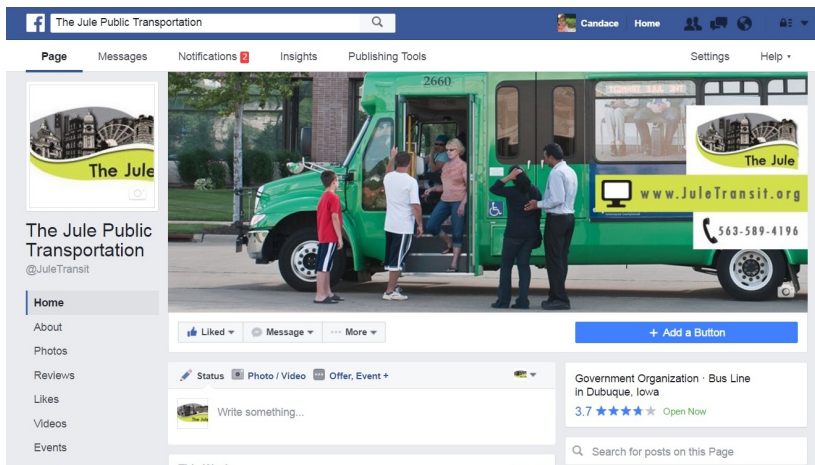 The Jule Public Transportation
Candace
Home
Page
Messages
Notifications 2
Insights
Publishing Tools
Settings
Help
The Jule
The Jule Public
Transportation
@JuleTransit
Home
About
Photos
Reviews
Likes
Videos
Events
2660
The Jule
www.JuleTransit.org
563-589-4196
Liked
Message
More
+ Add a Button
Status
Photo / Video
Offer, Event +
Write something...
Government Organization · Bus Line
in Dubuque, Iowa
3.7
Open Now
Search for posts on this Page